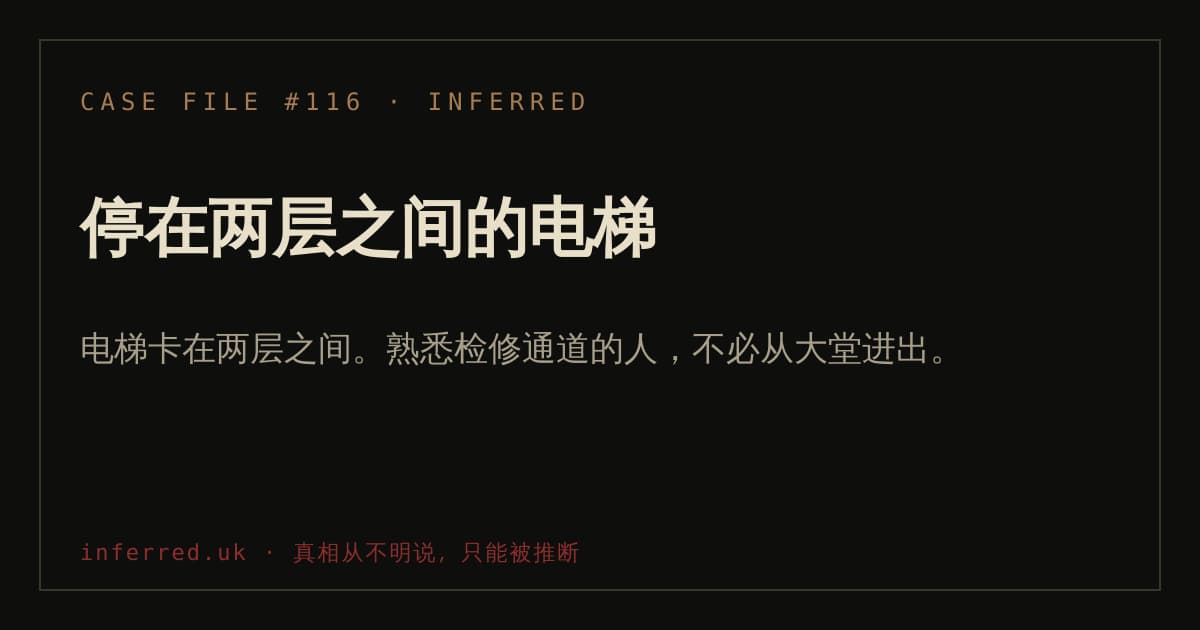 CASE FILE #116 · INFERRED
停在两层之间的电梯
电梯卡在两层之间。熟悉检修通道的人，不必从大堂进出。
inferred.uk · 真相从不明说，只能被推断